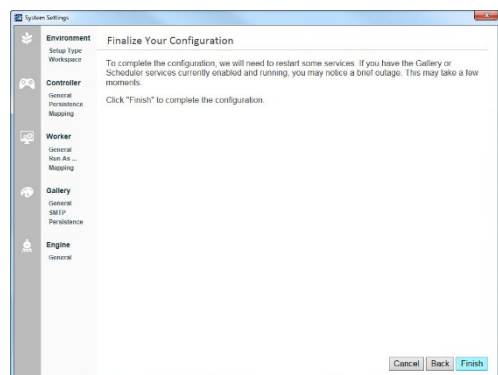 System Settings
Environment
Setup Type
Workspace
Controller
General
Persistence
Mapping
Worker
General
Run As ...
Mapping
Gallery
General
SMTP
Persistence
Engine
General
Finalize Your Configuration
To complete the configuration, we will need to restart some services. If you have the Gallery or
Scheduler services currently enabled and running, you may notice a brief outage. This may take a few
moments.
Click "Finish" to complete the configuration.
Cancel Back Finish